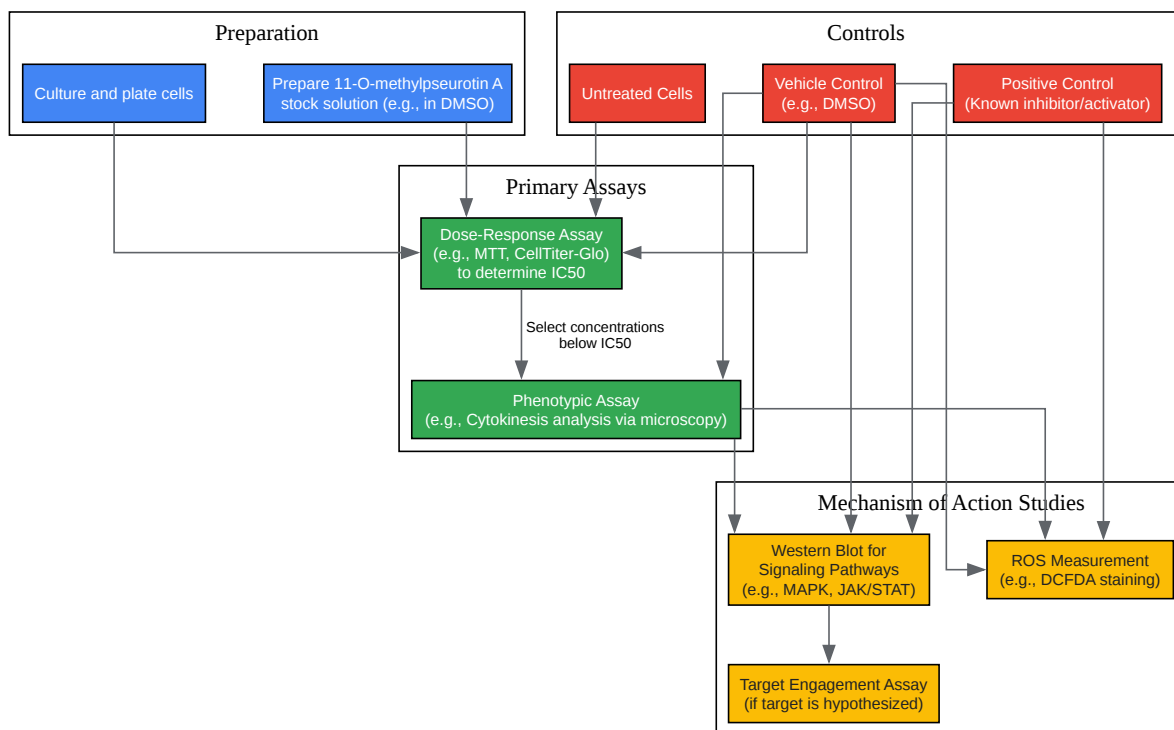 Preparation
Controls
Culture and plate cells
Prepare 11-O-methylpseurotin A
stock solution (e.g., in DMSO)
Untreated Cells
Vehicle Control
(e.g., DMSO)
Positive Control
(Known inhibitor/activator)
Primary Assays
Dose-Response Assay
(e.g., MTT, CellTiter-Glo)
to determine IC50
Select concentrations
below IC50
Phenotypic Assay
(e.g., Cytokinesis analysis via microscopy)
Mechanism of Action Studies
Western Blot for
Signaling Pathways
(e.g., MAPK, JAK/STAT)
ROS Measurement
(e.g., DCFDA staining)
Target Engagement Assay
(if target is hypothesized)